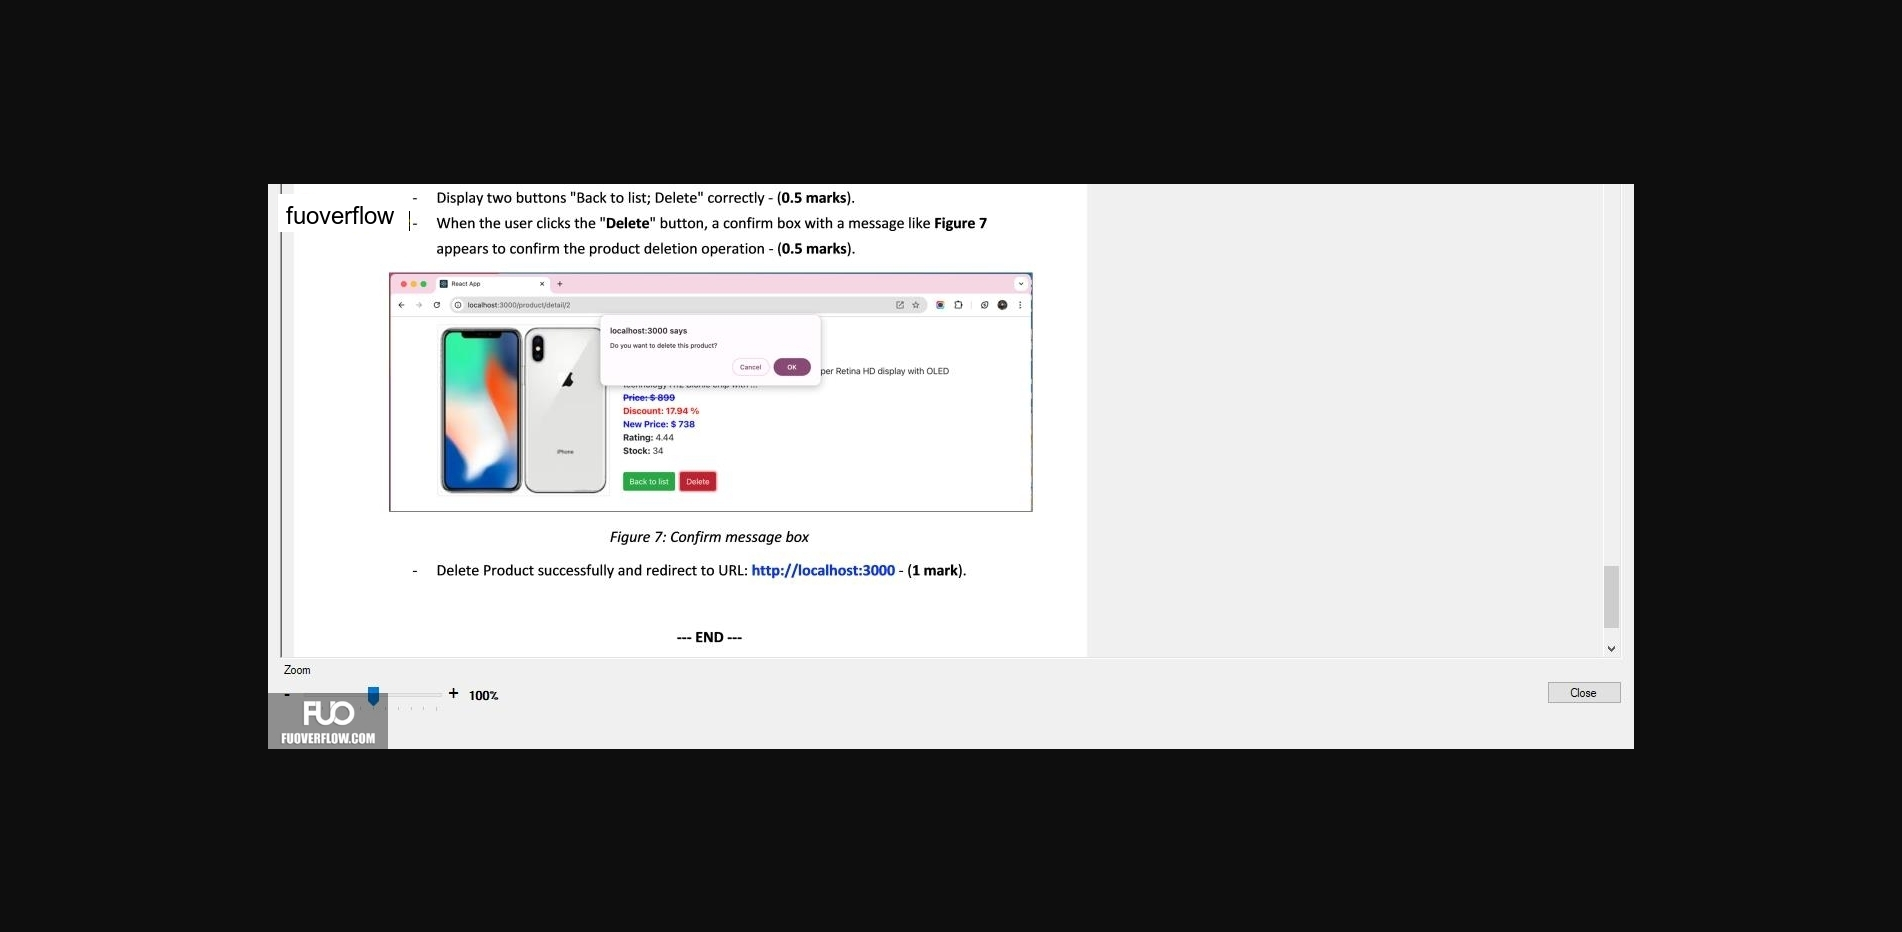 - Display two buttons "Back to list; Delete" correctly - (0.5 marks).
fuoverflow
- When the user clicks the "Delete" button, a confirm box with a message like Figure 7
appears to confirm the product deletion operation - (0.5 marks).
React App
localhost:3000/product/detail/2
localhost:3000 says
Do you want to delete this product?
Cancel
OK
per Retina HD display with OLED
Price: $ 899
Discount: 17.94 %
New Price: $ 738
Rating: 4.44
Stock: 34
iPhone
Back to list
Delete
Figure 7: Confirm message box
- Delete Product successfully and redirect to URL: http://localhost:3000 - (1 mark).
--- END ---
Zoom
- + 100%
Close
FUO
FUOVERFLOW.COM